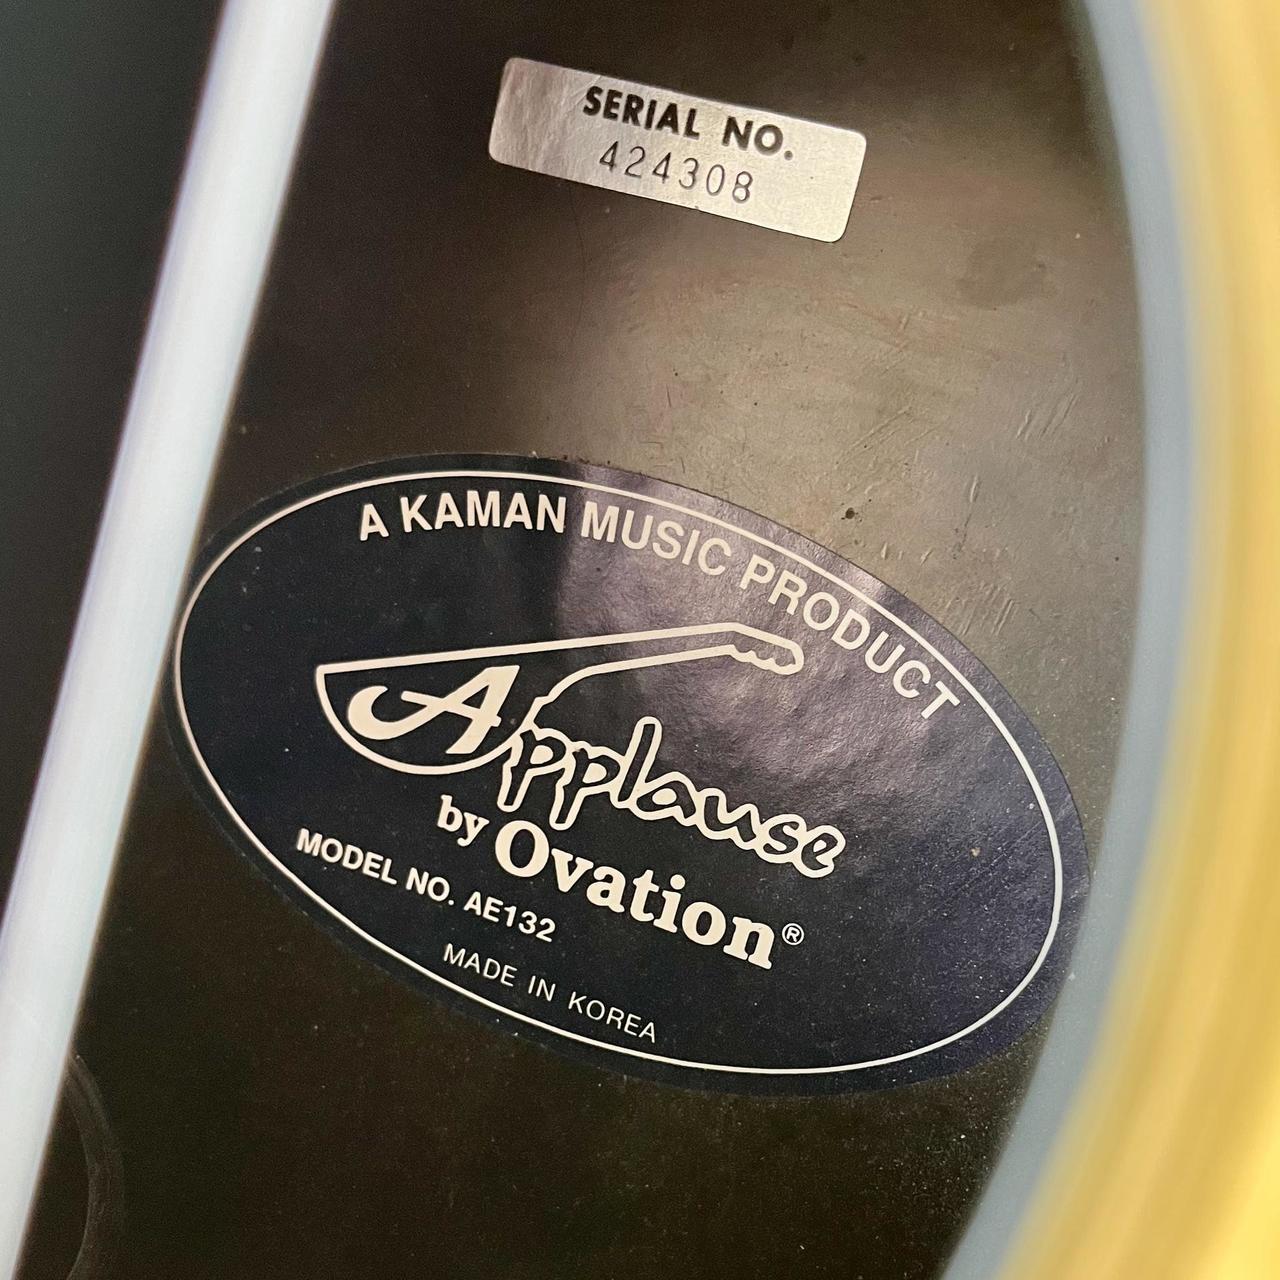 SERIAL NO.
424308
A KAMAN MUSIC PRODUCT
Applause
by Ovation®
MODEL NO. AE132
MADE IN KOREA